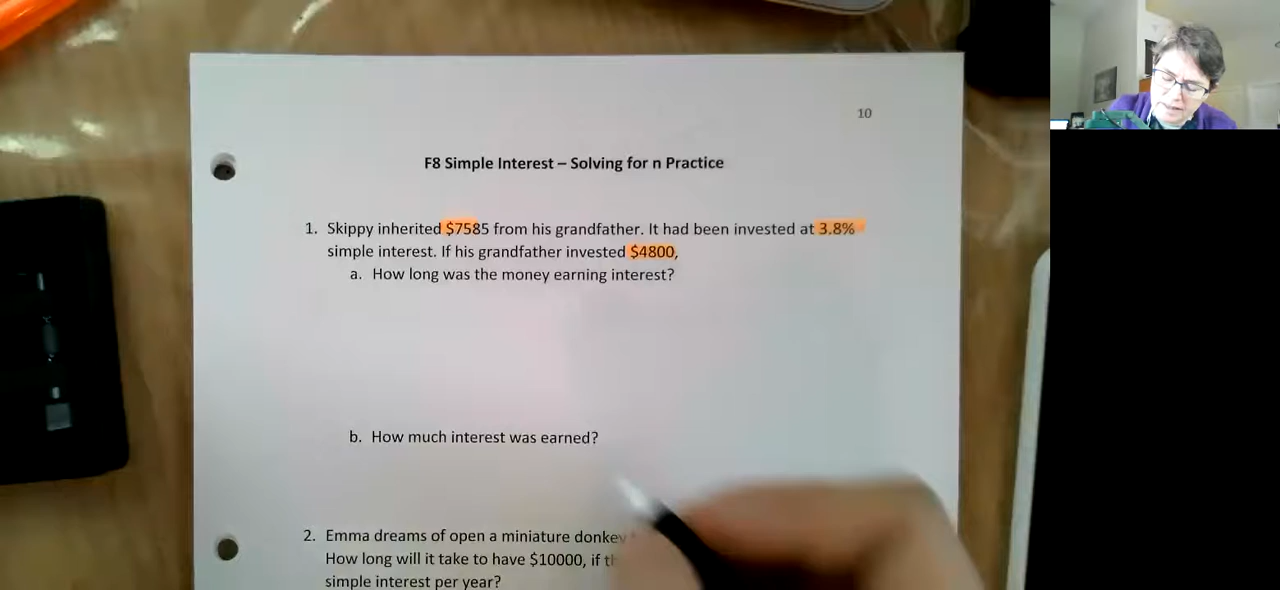 10
F8 Simple Interest – Solving for n Practice
1. Skippy inherited $7585 from his grandfather. It had been invested at 3.8%
simple interest. If his grandfather invested $4800,
a. How long was the money earning interest?
b. How much interest was earned?
2. Emma dreams of open a miniature donkey
How long will it take to have $10000, if
simple interest per year?